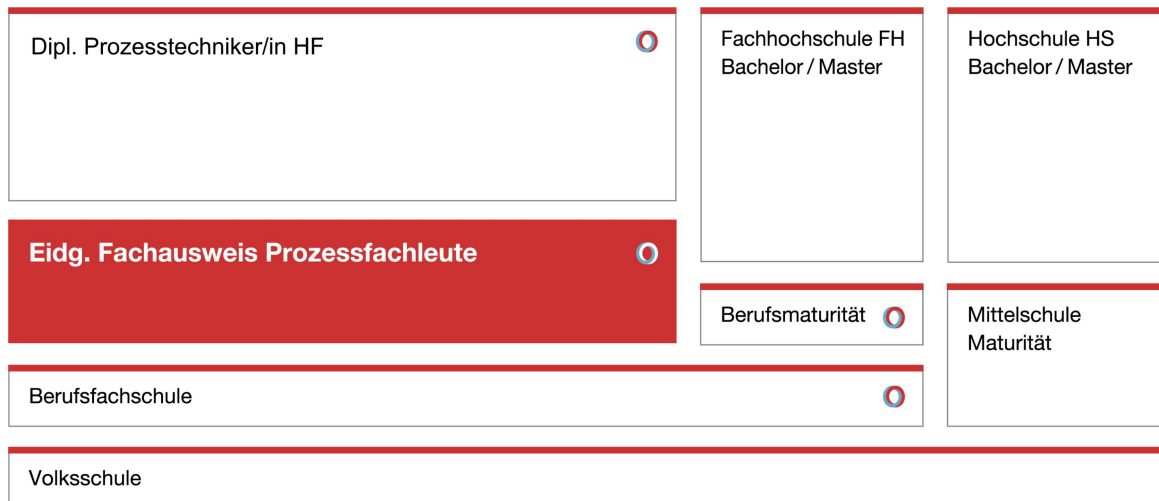 Dipl. Prozesstechniker/in HF
Fachhochschule FH
Bachelor / Master
Hochschule HS
Bachelor / Master
Eidg. Fachausweis Prozessfachleute
Berufsmaturität
Mittelschule
Maturität
Berufsfachschule
Volksschule